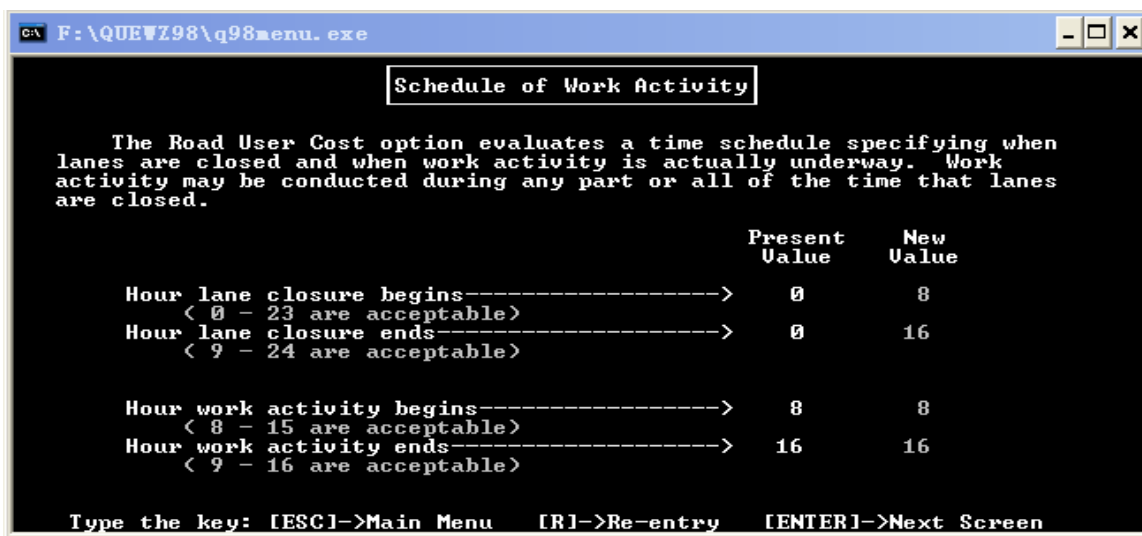 F:\QUEWZ98\q98menu.exe
Schedule of Work Activity
The Road User Cost option evaluates a time schedule specifying when
lanes are closed and when work activity is actually underway. Work
activity may be conducted during any part or all of the time that lanes
are closed.
Present New
Value Value
Hour lane closure begins------------------> 0 8
( 0 - 23 are acceptable)
Hour lane closure ends--------------------> 0 16
( 9 - 24 are acceptable)
Hour work activity begins-----------------> 8 8
( 8 - 15 are acceptable)
Hour work activity ends-------------------> 16 16
( 9 - 16 are acceptable)
Type the key: [ESC]->Main Menu [R]->Re-entry [ENTER]->Next Screen